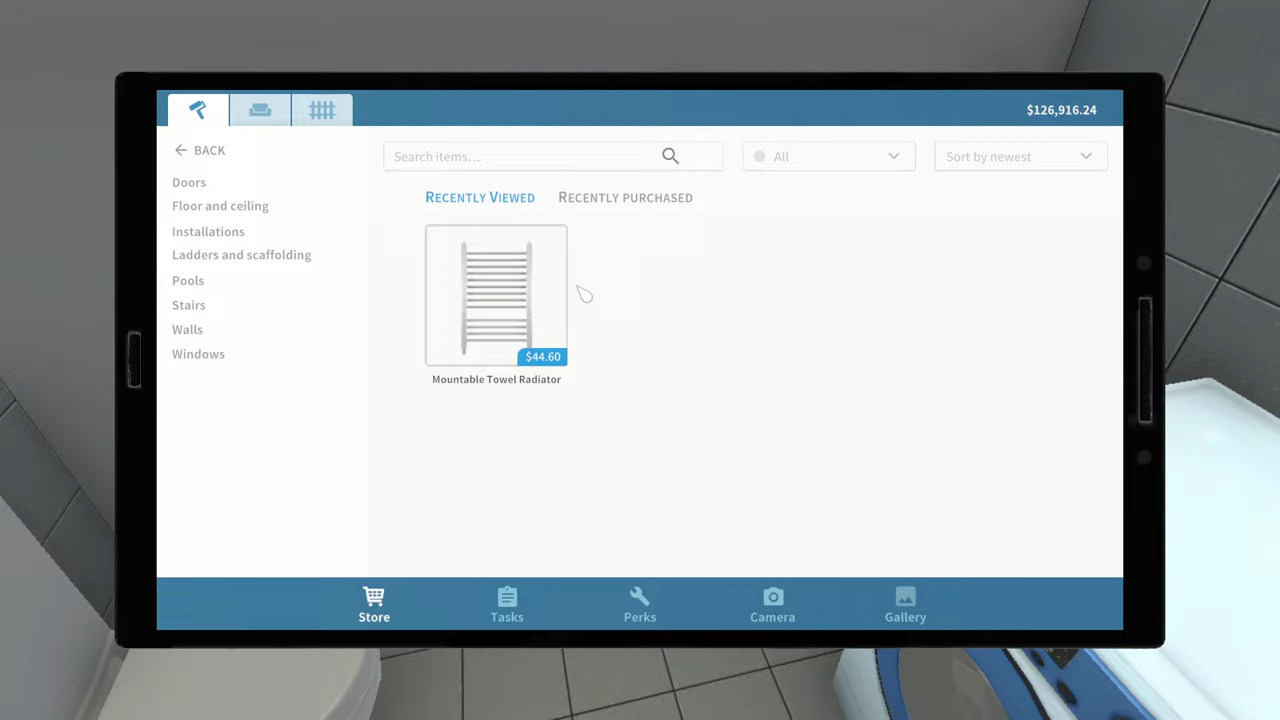 $126,916.24
BACK
Search items...
All
Sort by newest
Doors
Floor and ceiling
Installations
Ladders and scaffolding
Pools
Stairs
Walls
Windows
RECENTLY VIEWED
RECENTLY PURCHASED
$44.60
Mountable Towel Radiator
Store
Tasks
Perks
Camera
Gallery